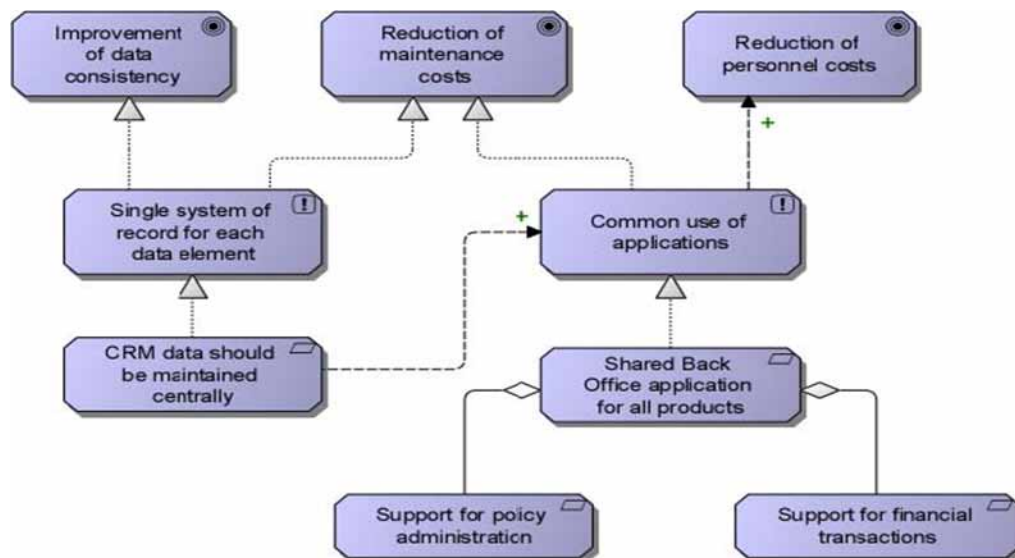 Improvement
of data
consistency
Reduction of
maintenance
costs
Reduction of
personnel costs
+
Single system of
record for each
data element
!
+
Common use of
applications
!
CRM data should
be maintained
centrally
Shared Back
Office application
for all products
Support for policy
administration
Support for financial
transactions